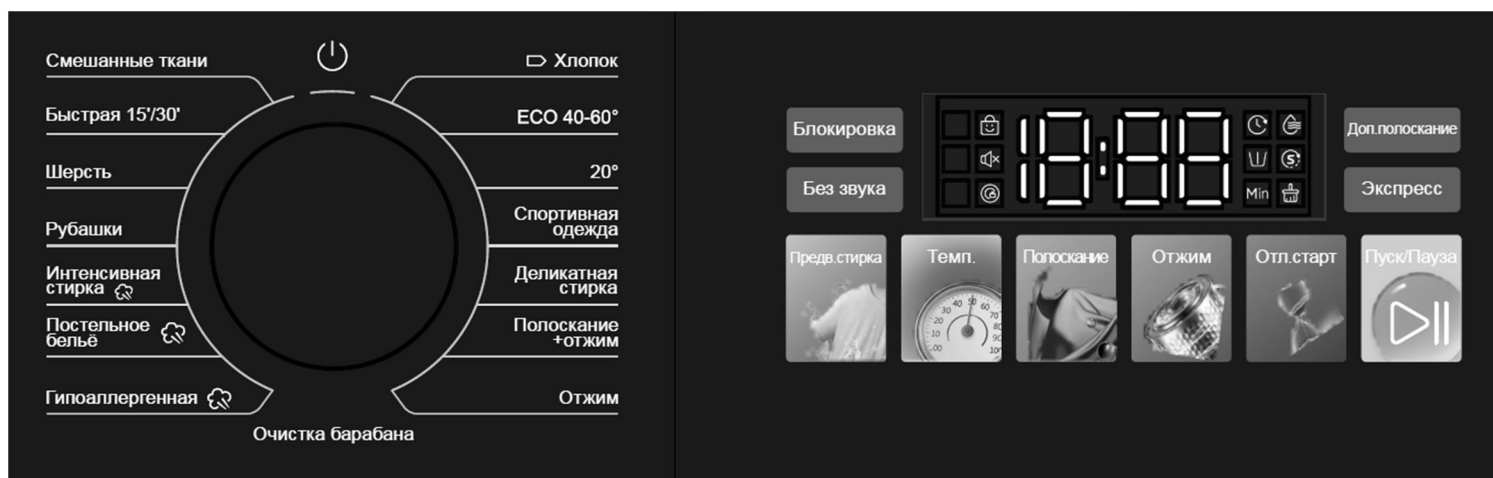 Смешанные ткани
Быстрая 15'/30'
Шерсть
Рубашки
Интенсивная
стирка
Постельное
бельё
Гипоаллергенная
Хлопок
ECO 40-60°
20°
Спортивная
одежда
Деликатная
стирка
Полоскание
+отжим
Отжим
Очистка барабана
Блокировка
Без звука
18:88
Min
Доп.полоскание
Экспресс
Предв.стирка
Темп.
Полоскание
Отжим
Отл.старт
Пуск/Пауза